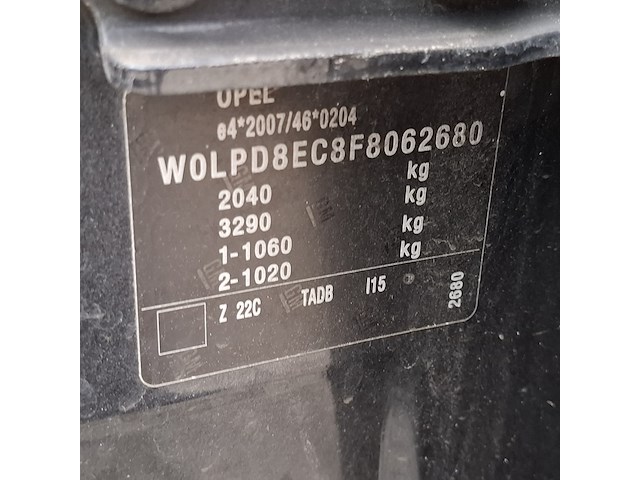 OPEL
e4*2007/46*0204
W0LPD8EC8F8062680
2040 kg
3290 kg
1-1060 kg
2-1020 kg
Z 22C TADB I15 2680